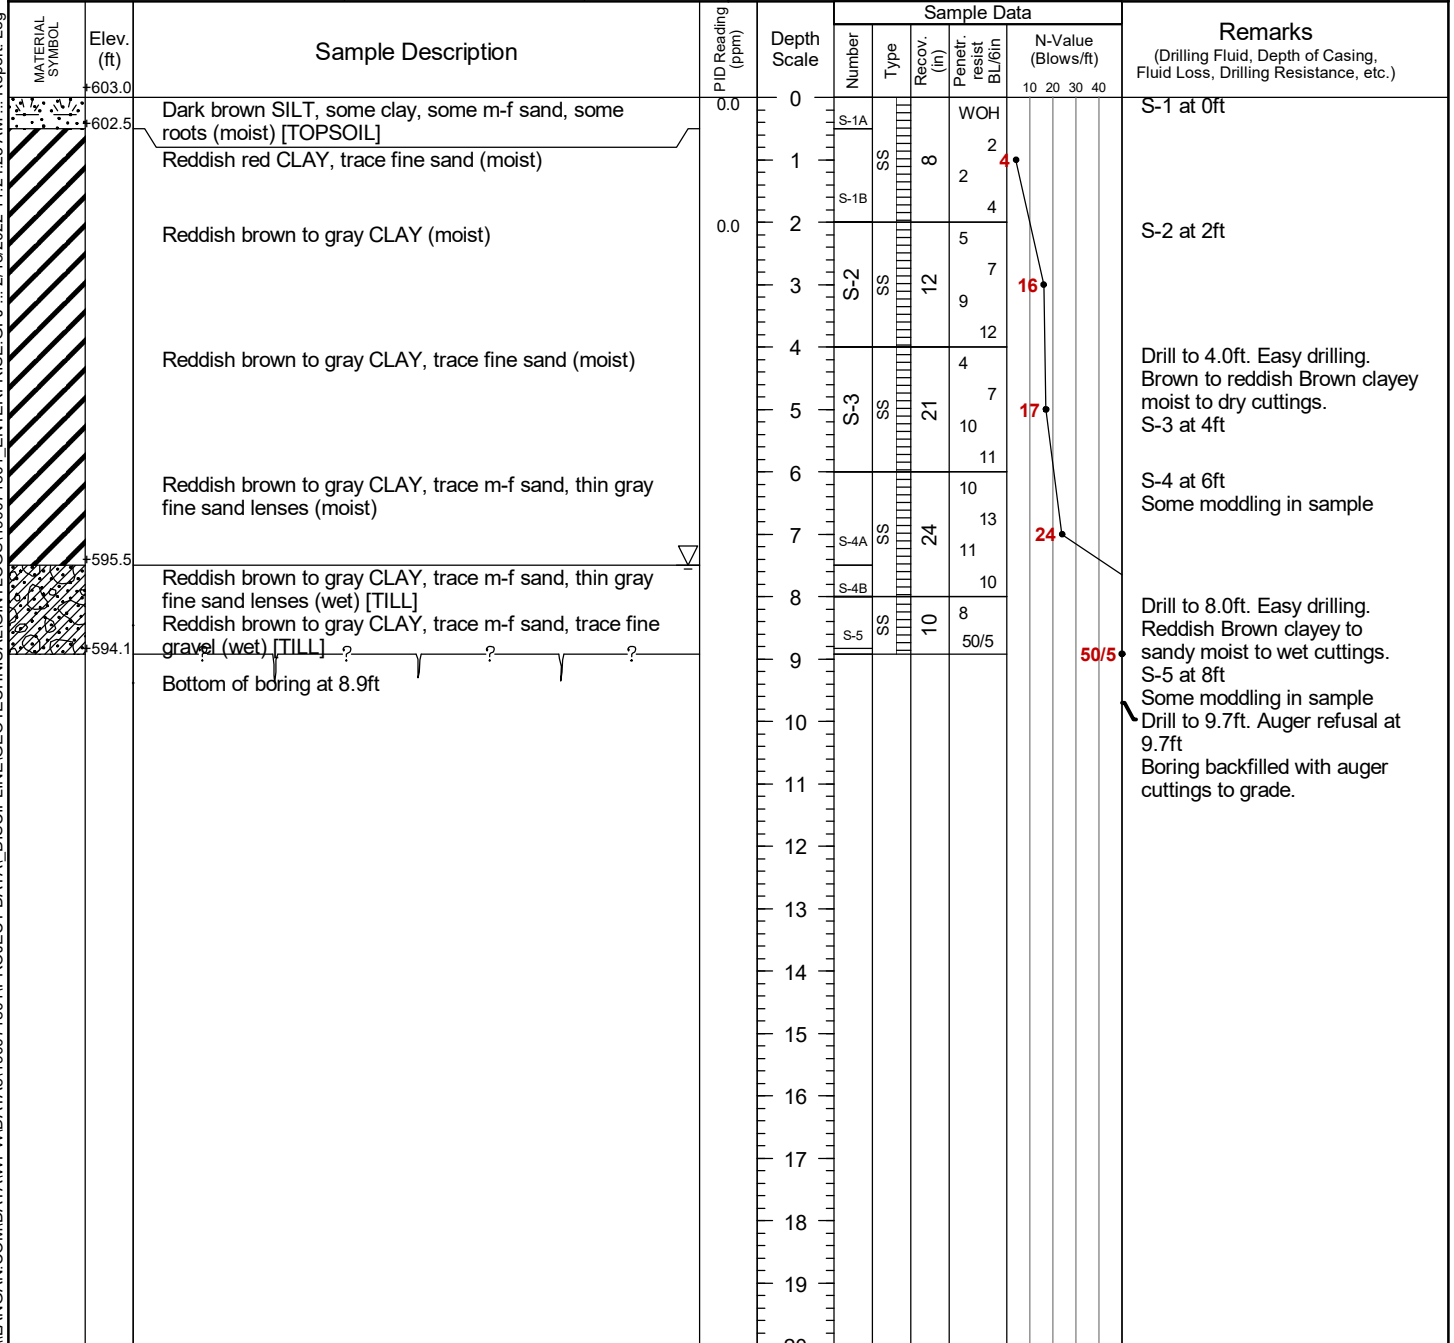 MATERIAL SYMBOL
Elev. (ft)
+603.0
Sample Description
PID Reading (ppm)
Depth Scale
Sample Data
Number
Type
Recov. (in)
Penetr. resist BL/6in
N-Value (Blows/ft)
10 20 30 40
Remarks
(Drilling Fluid, Depth of Casing,
Fluid Loss, Drilling Resistance, etc.)
Dark brown SILT, some clay, some m-f sand, some
roots (moist) [TOPSOIL]
+602.5
0.0
0
S-1A
SS
8
WOH
2
2
4
S-1 at 0ft
Reddish red CLAY, trace fine sand (moist)
1
4
S-1B
Reddish brown to gray CLAY (moist)
0.0
2
S-2
SS
12
5
7
9
12
16
S-2 at 2ft
3
Reddish brown to gray CLAY, trace fine sand (moist)
4
S-3
SS
21
4
7
10
11
17
Drill to 4.0ft. Easy drilling.
Brown to reddish Brown clayey
moist to dry cuttings.
S-3 at 4ft
5
Reddish brown to gray CLAY, trace m-f sand, thin gray
fine sand lenses (moist)
6
S-4A
SS
24
10
13
11
10
24
S-4 at 6ft
Some moddling in sample
7
+595.5
Reddish brown to gray CLAY, trace m-f sand, thin gray
fine sand lenses (wet) [TILL]
S-4B
8
Reddish brown to gray CLAY, trace m-f sand, trace fine
gravel (wet) [TILL]
+594.1
? ? ? ?
S-5
SS
10
8
50/5
50/5
Drill to 8.0ft. Easy drilling.
Reddish Brown clayey to
sandy moist to wet cuttings.
S-5 at 8ft
Some moddling in sample
Drill to 9.7ft. Auger refusal at
9.7ft
Boring backfilled with auger
cuttings to grade.
Bottom of boring at 8.9ft
9
10
11
12
13
14
15
16
17
18
19